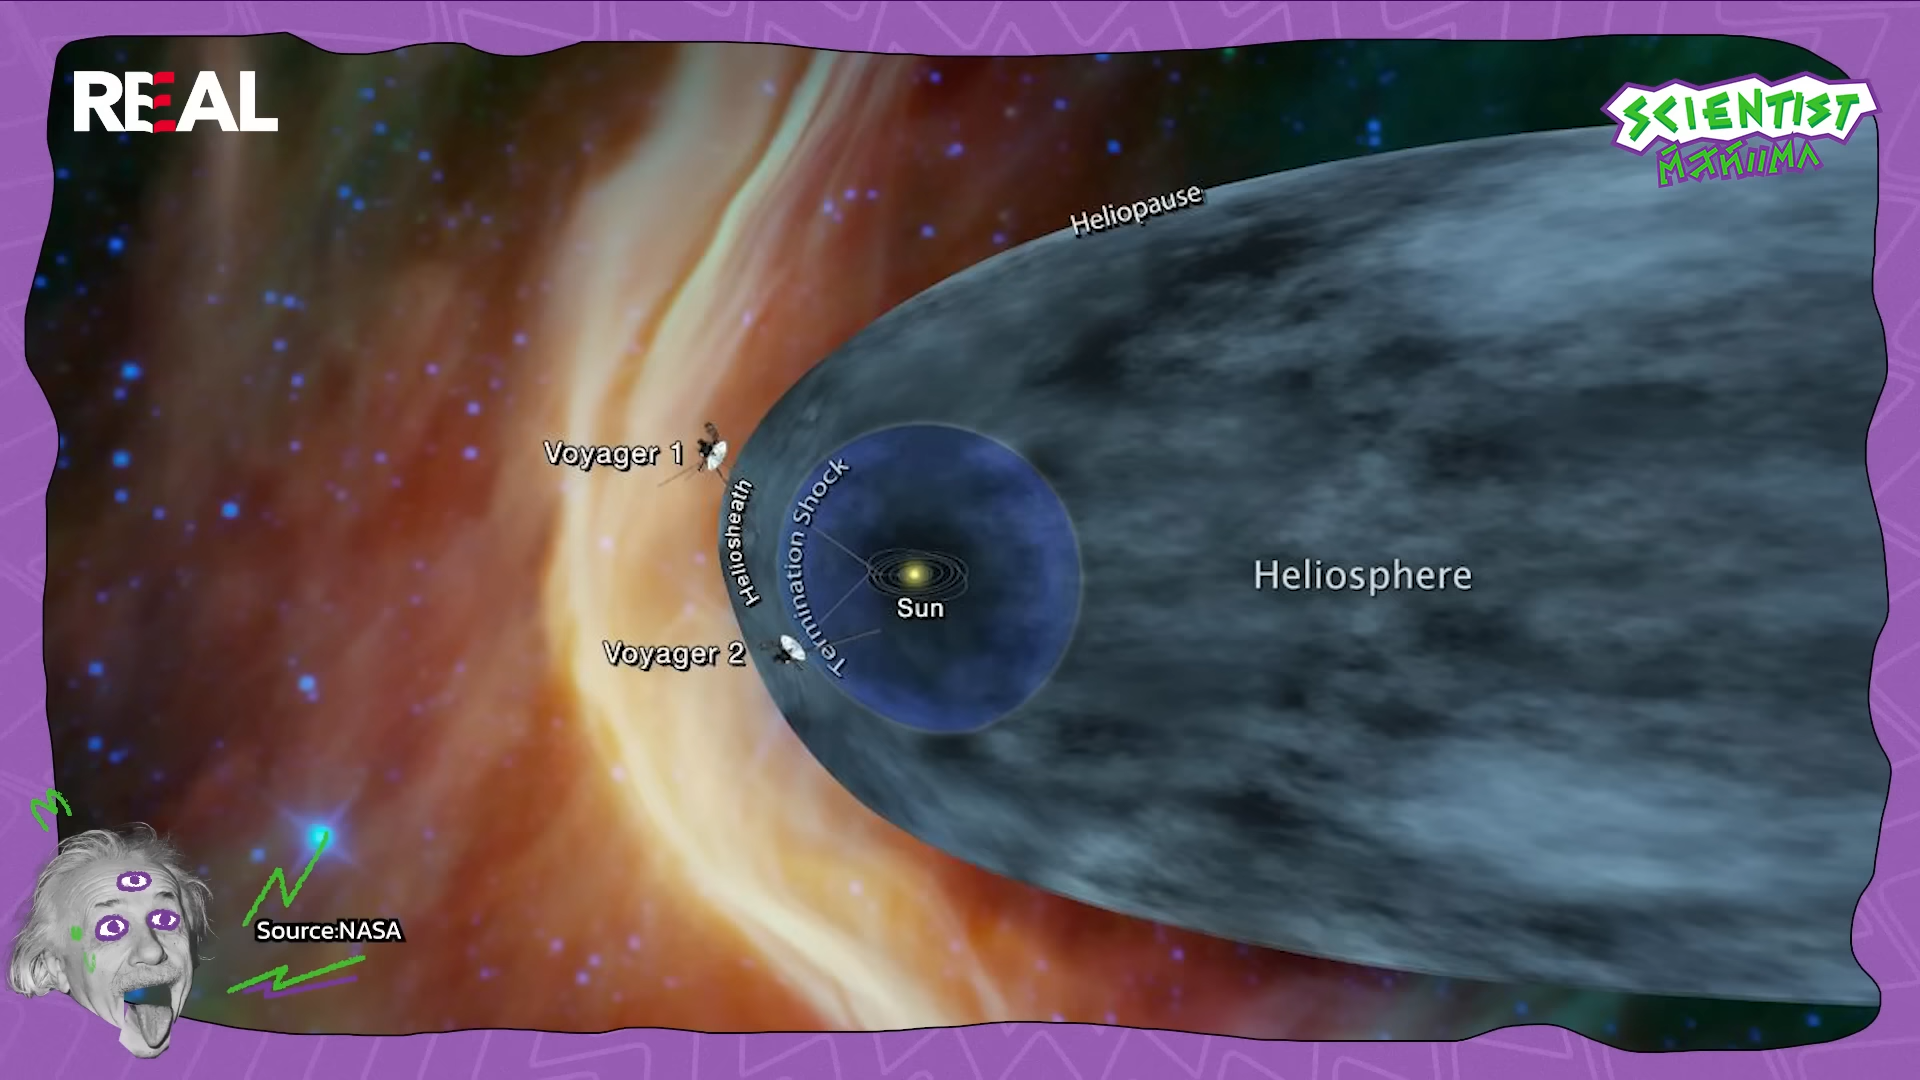 REAL
SCIENTIST
Heliopause
Voyager 1
Heliosheath
Termination Shock
Sun
Heliosphere
Voyager 2
Source:NASA